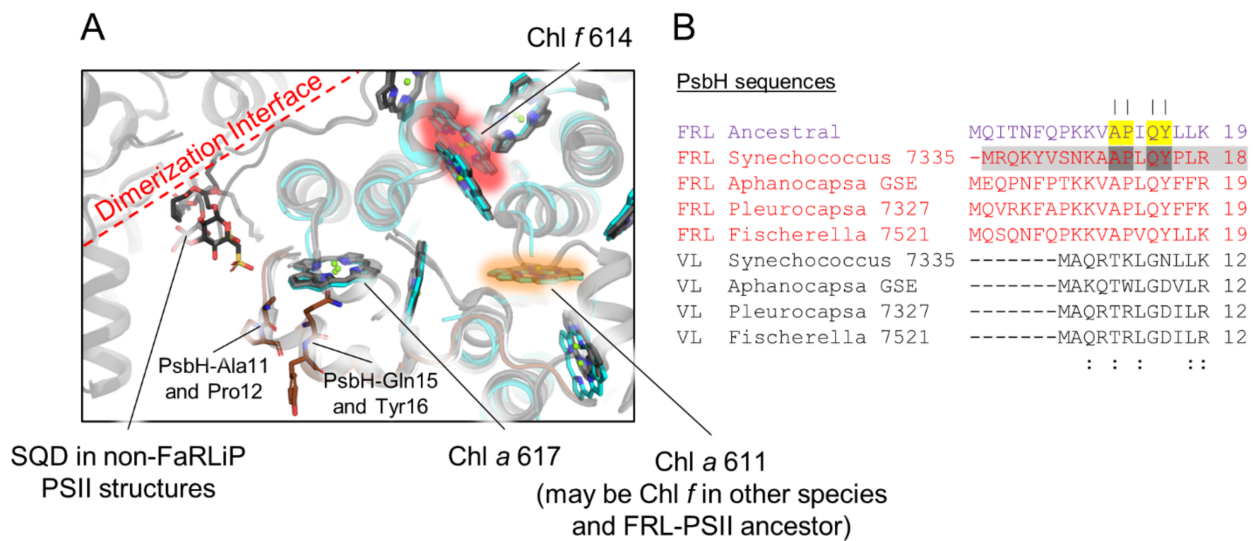 A
Chl f 614
Dimerization Interface
PsbH-Ala11
and Pro12
PsbH-Gln15
and Tyr16
SQD in non-FaRLiP
PSII structures
Chl a 617
Chl a 611
(may be Chl f in other species
and FRL-PSII ancestor)
B
PsbH sequences
| | | |
FRL Ancestral MQITNFQPKKVAPIQYLLK 19
FRL Synechococcus 7335 –MRQKYVSNKAAPLQYPLR 18
FRL Aphanocapsa GSE MEQPNFPTKKVAPLQYFFR 19
FRL Pleurocapsa 7327 MQVRKFAPKKVAPLQYFFK 19
FRL Fischerella 7521 MQSQNFQPKKVAPVQYLLK 19
VL Synechococcus 7335 -------MAQRTKLGNLLK 12
VL Aphanocapsa GSE -------MAKQTWLGDVLR 12
VL Pleurocapsa 7327 -------MAQRTRLGDILR 12
VL Fischerella 7521 -------MAQRTRLGDILR 12
: : : ::